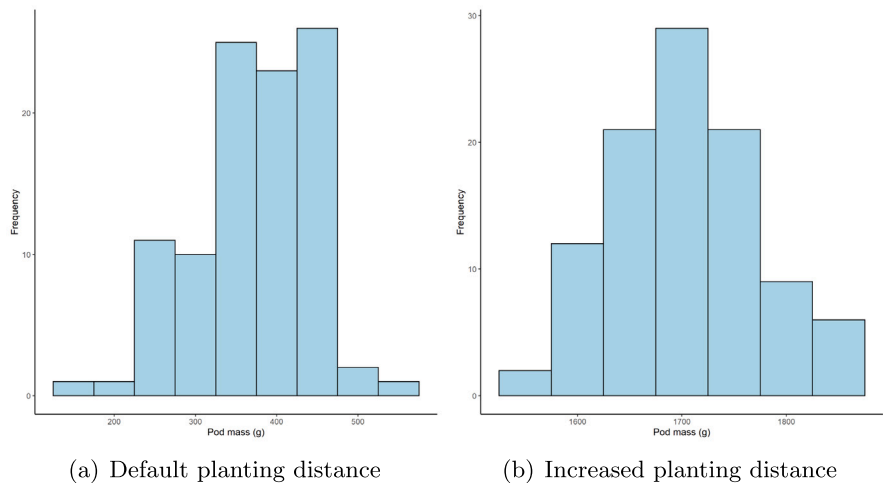 Frequency
20
10
0
200
300
400
500
Pod mass (g)
(a) Default planting distance
Frequency
30
20
10
0
1600
1700
1800
Pod mass (g)
(b) Increased planting distance